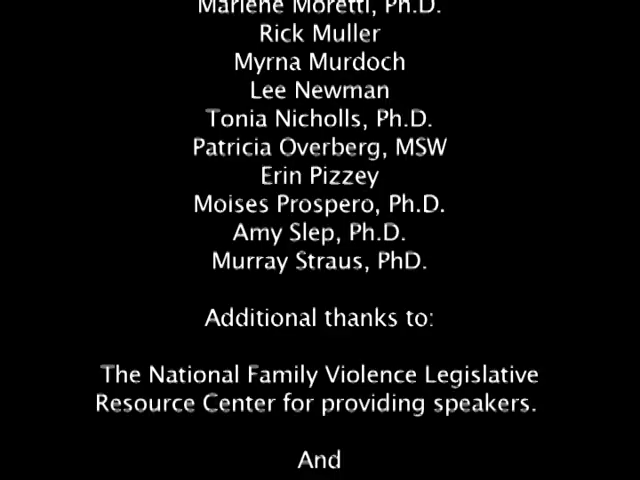 Marlene Moretti, Ph.D.
Rick Muller
Myrna Murdoch
Lee Newman
Tonia Nicholls, Ph.D.
Patricia Overberg, MSW
Erin Pizzey
Moises Prospero, Ph.D.
Amy Slep, Ph.D.
Murray Straus, PhD.
Additional thanks to:
The National Family Violence Legislative
Resource Center for providing speakers.
And